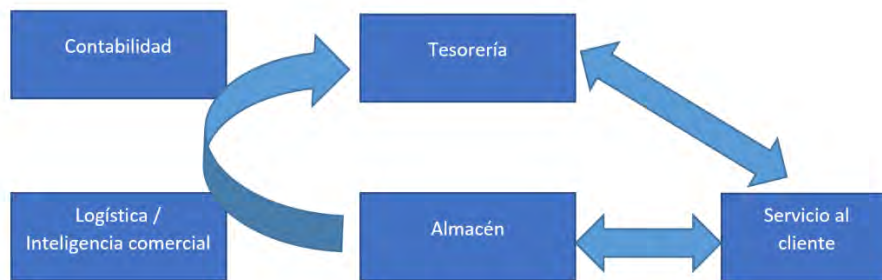 Contabilidad
Tesorería
Logística /
Inteligencia comercial
Almacén
Servicio al
cliente